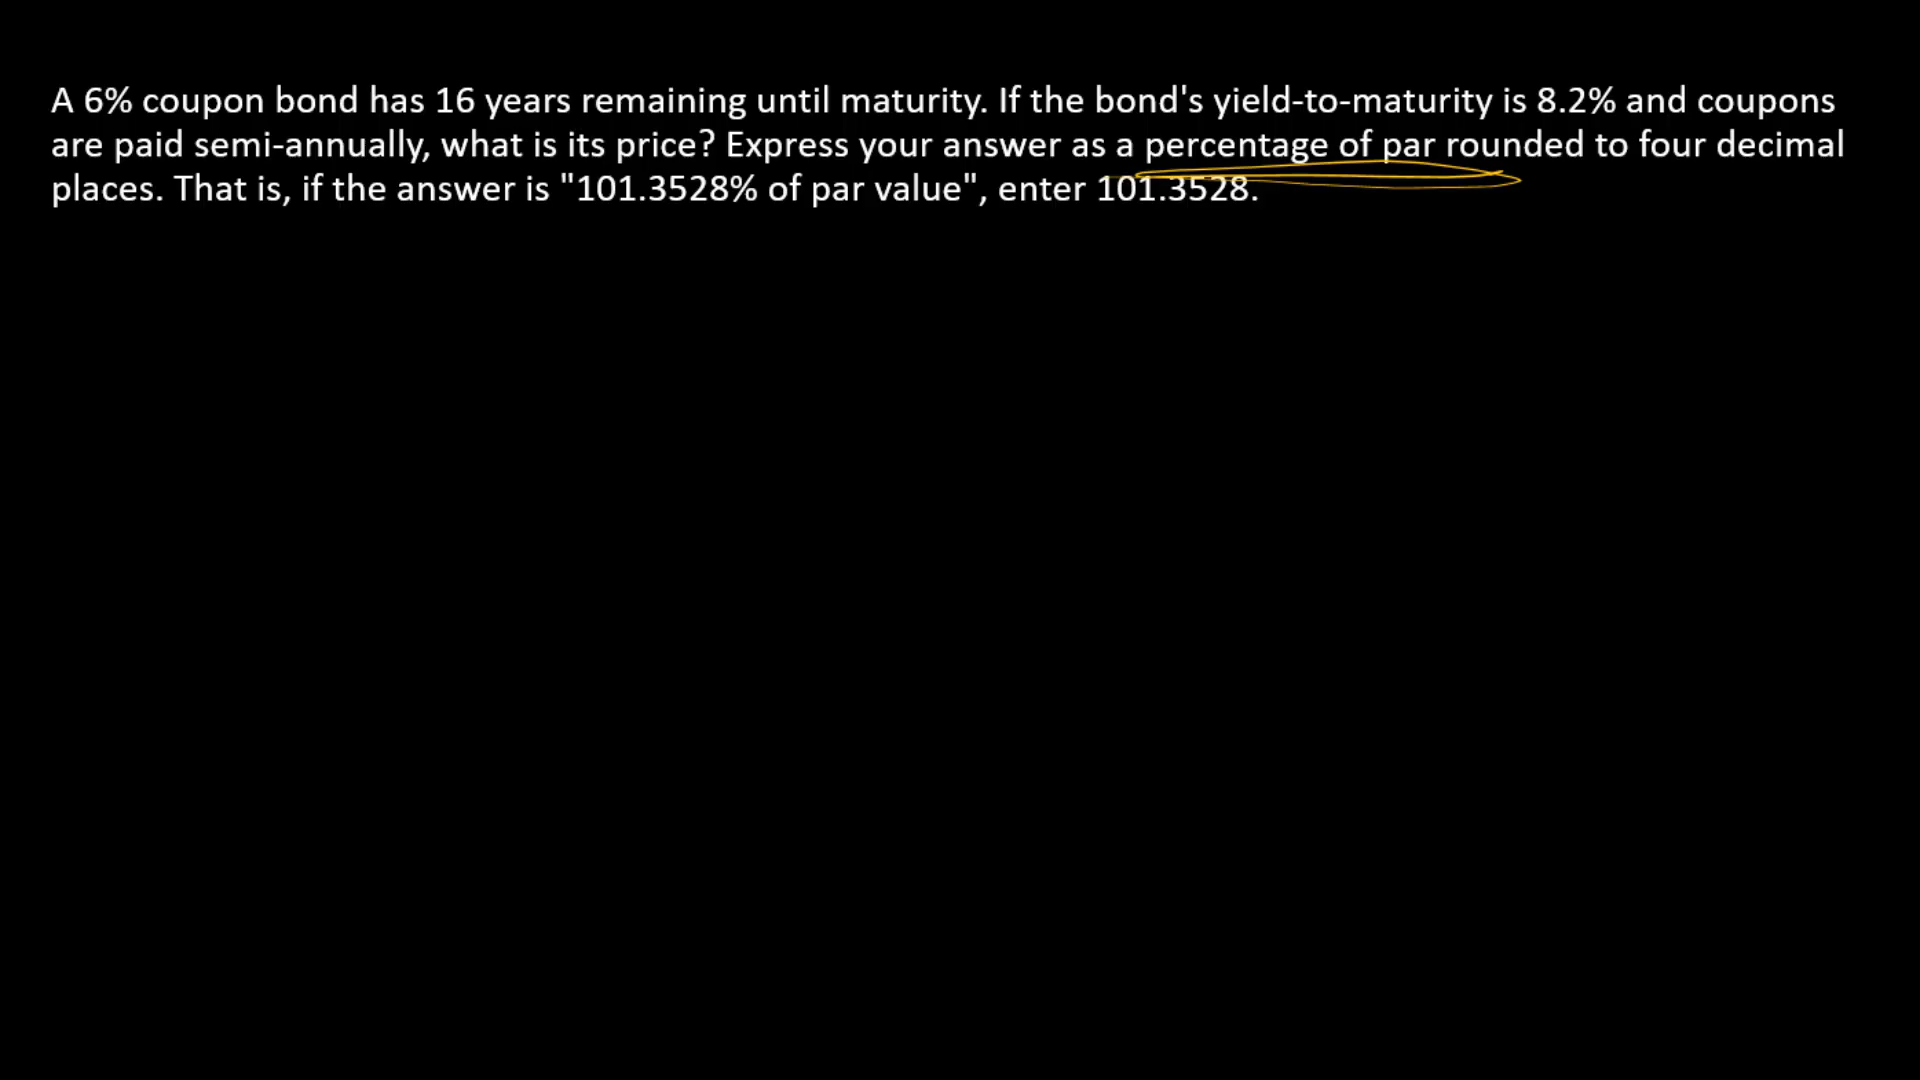 A 6% coupon bond has 16 years remaining until maturity. If the bond's yield-to-maturity is 8.2% and coupons
are paid semi-annually, what is its price? Express your answer as a percentage of par rounded to four decimal
places. That is, if the answer is "101.3528% of par value", enter 101.3528.